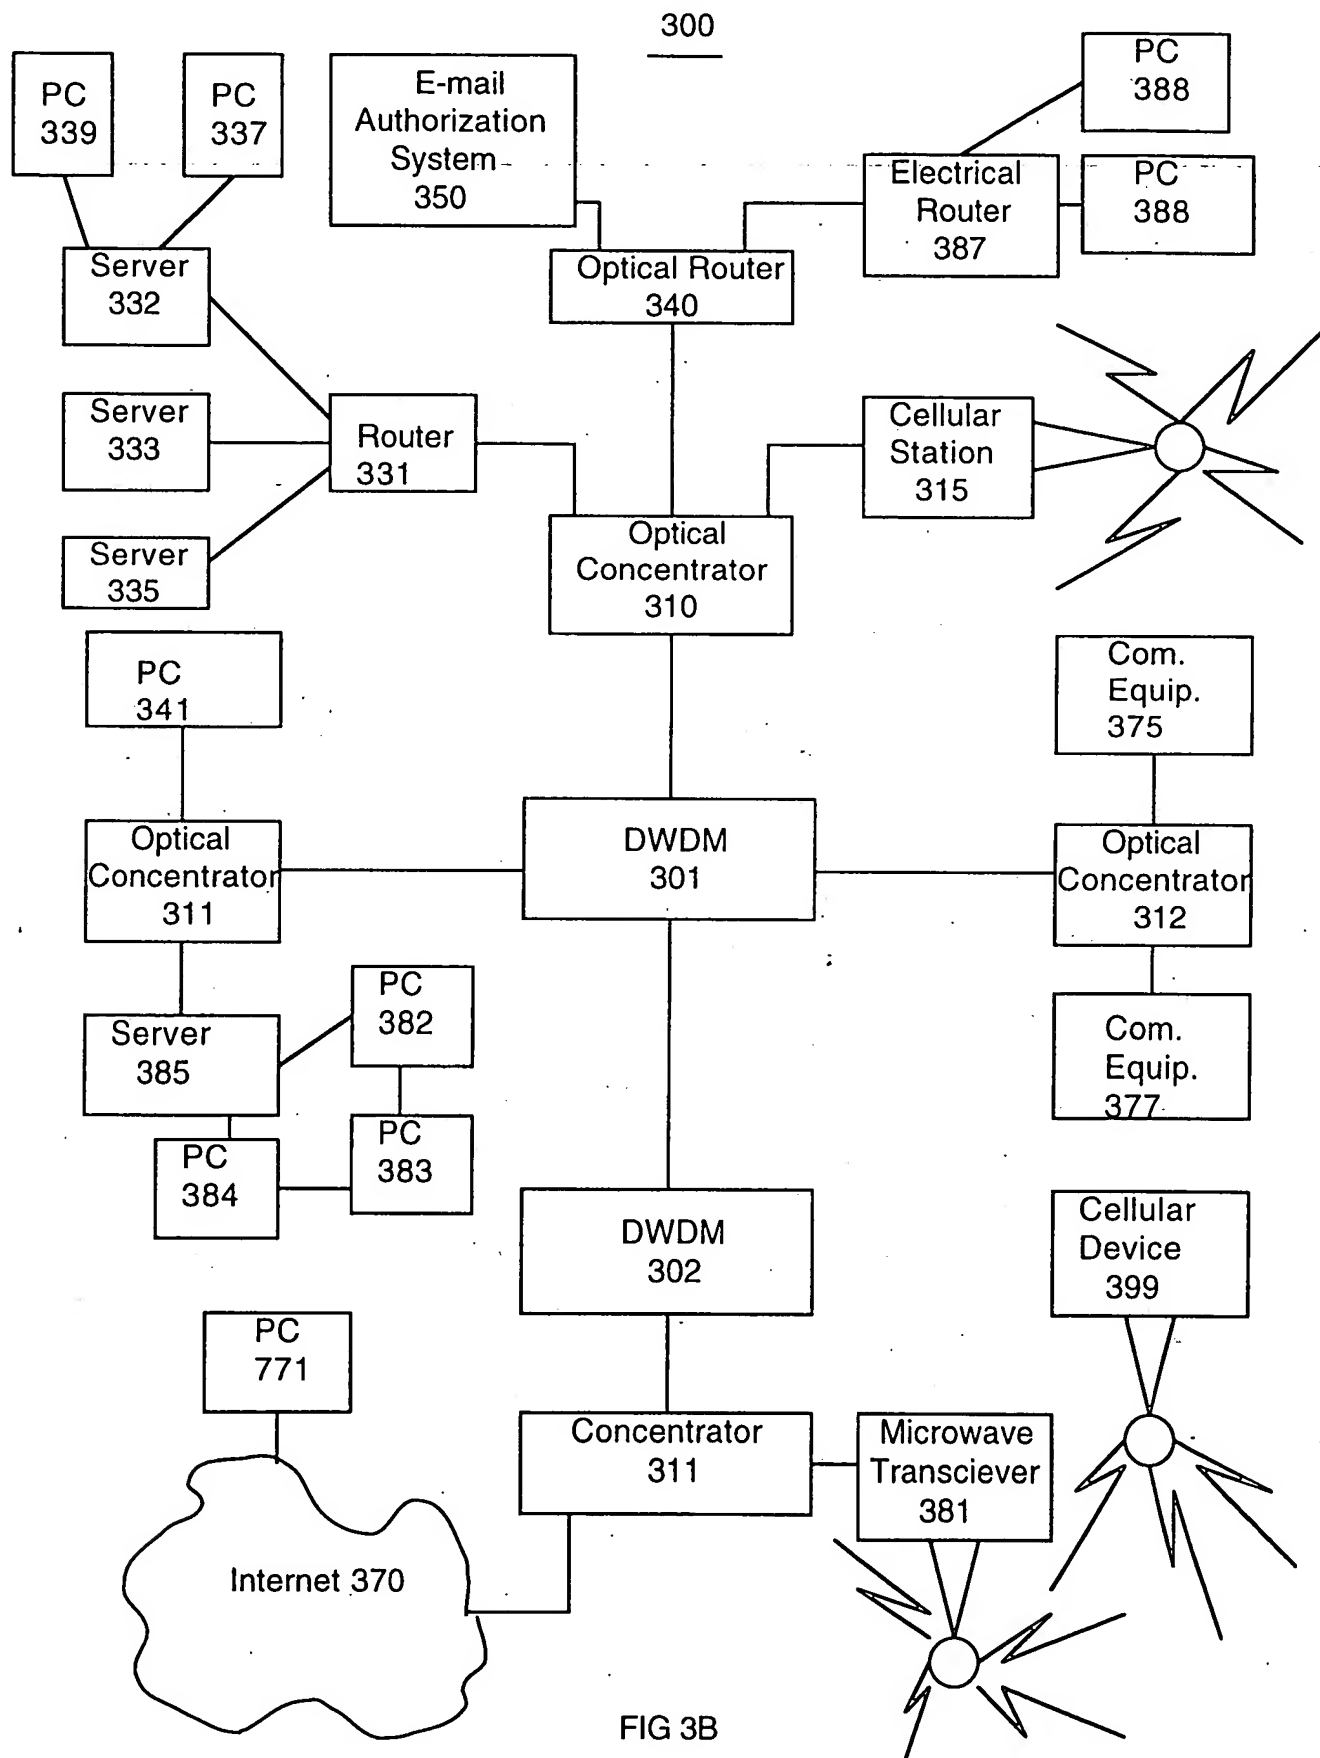 300
PC
339
PC
337
E-mail
Authorization
System
350
PC
388
Electrical
Router
387
PC
388
Server
332
Optical Router
340
Server
333
Router
331
Cellular
Station
315
Server
335
Optical
Concentrator
310
PC
341
Com.
Equip.
375
Optical
Concentrator
311
DWDM
301
Optical
Concentrator
312
Server
385
PC
382
Com.
Equip.
377
PC
384
PC
383
DWDM
302
Cellular
Device
399
PC
771
Concentrator
311
Microwave
Transciever
381
Internet 370
FIG 3B